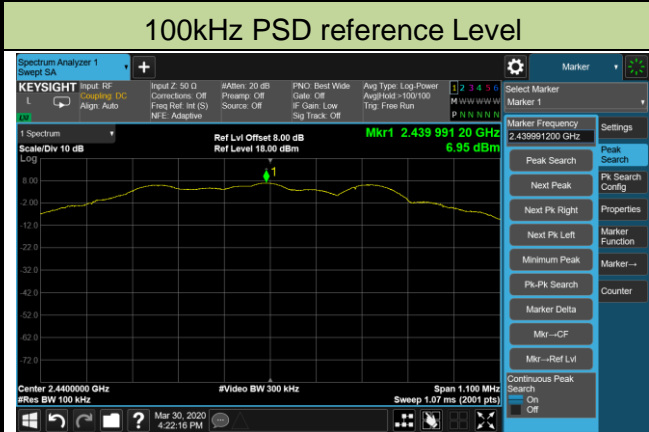 100kHz PSD reference Level
Spectrum Analyzer 1
Swept SA
Marker
KEYSIGHT
L
LXI
Input: RF
Coupling: DC
Align: Auto
Input Z: 50 Ω
Corrections: Off
Freq Ref: Int (S)
NFE: Adaptive
#Atten: 20 dB
Preamp: Off
Source: Off
PNO: Best Wide
Gate: Off
IF Gain: Low
Sig Track: Off
Avg Type: Log-Power
Avg|Hold:>100/100
Trig: Free Run
1 2 3 4 5 6
M W W W W W
P N N N N N
Select Marker
Marker 1
1 Spectrum
Scale/Div 10 dB
Ref Lvl Offset 8.00 dB
Ref Level 18.00 dBm
Mkr1 2.439 991 20 GHz
6.95 dBm
Log
1
8.00
-2.00
-12.0
-22.0
-32.0
-42.0
-52.0
-62.0
-72.0
Center 2.4400000 GHz
#Res BW 100 kHz
#Video BW 300 kHz
Span 1.100 MHz
Sweep 1.07 ms (2001 pts)
Marker Frequency
2.439991200 GHz
Peak Search
Next Peak
Next Pk Right
Next Pk Left
Minimum Peak
Pk-Pk Search
Marker Delta
Mkr→CF
Mkr→Ref Lvl
Continuous Peak
Search
On
Off
Settings
Peak
Search
Pk Search
Config
Properties
Marker
Function
Marker→
Counter
?
Mar 30, 2020
4:22:16 PM